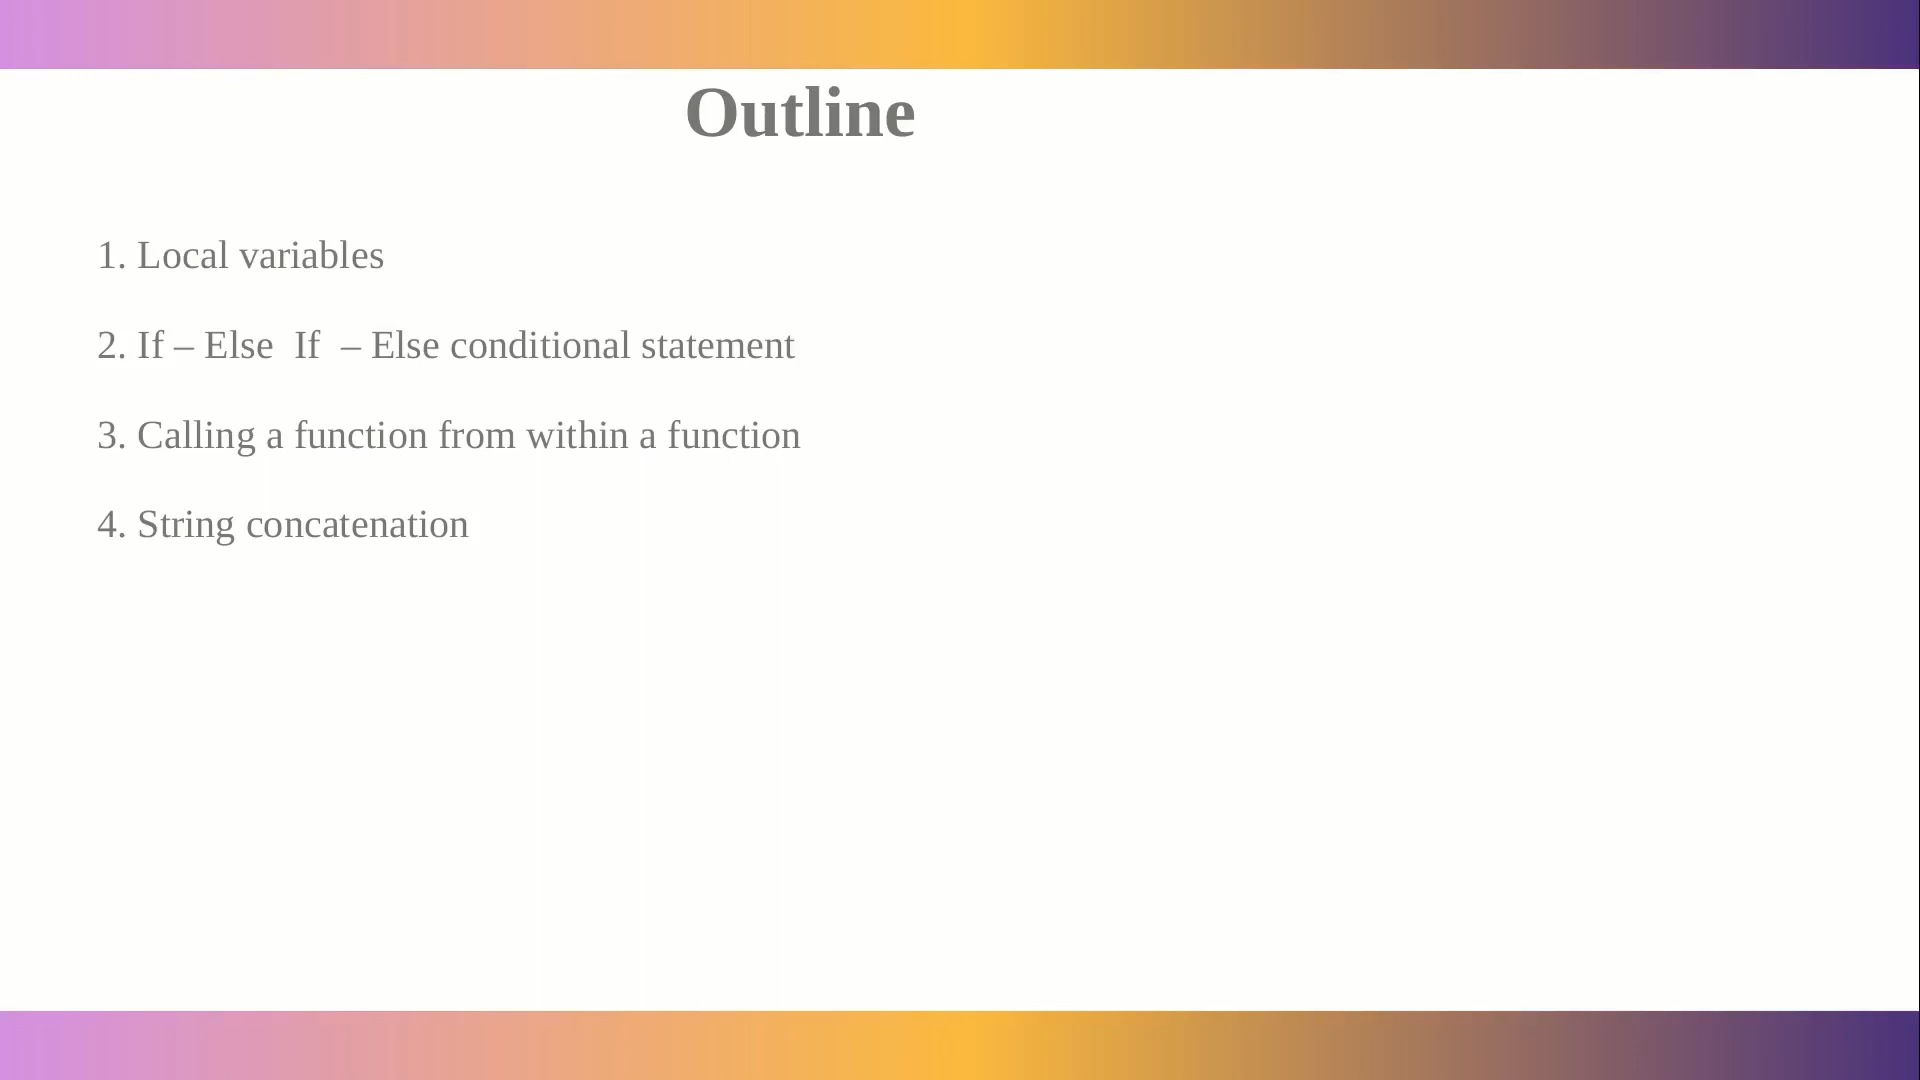 Outline
1. Local variables
2. If – Else  If  – Else conditional statement
3. Calling a function from within a function
4. String concatenation